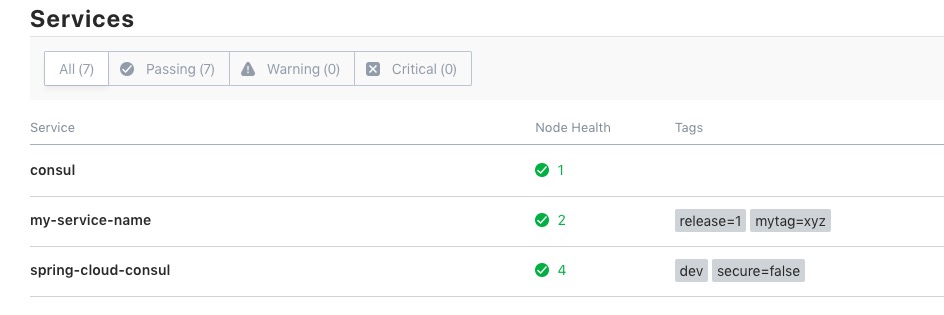 Services
All (7) Passing (7) Warning (0) Critical (0)
Service Node Health Tags
consul 1
my-service-name 2 release=1 mytag=xyz
spring-cloud-consul 4 dev secure=false